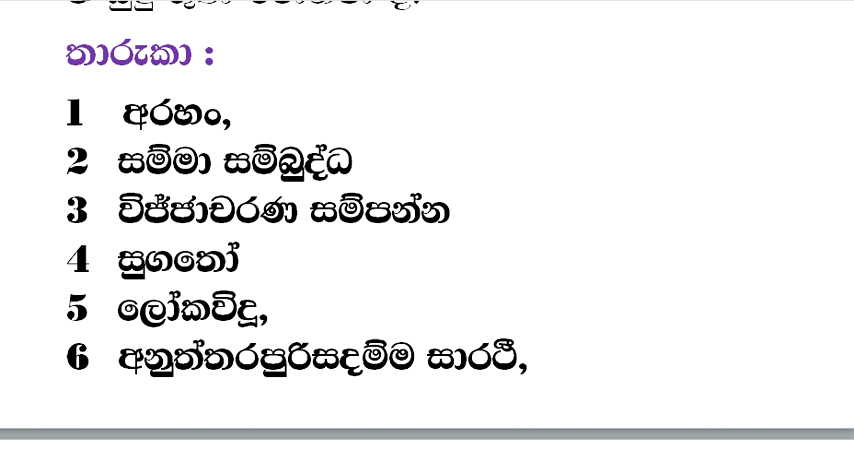 තාරුකා :
1 අරහං,
2 සම්මා සම්බුද්ධ
3 විජ්ජාචරණ සම්පන්න
4 සුගතෝ
5 ලෝකවිදූ,
6 අනුත්තරපුරිසදම්ම සාරථී,